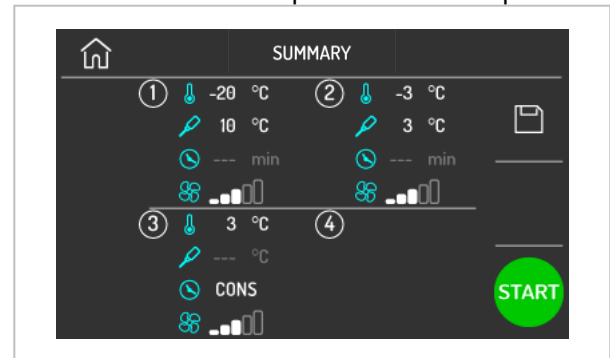 SUMMARY
1 -20 °C
10 °C
--- min
2 -3 °C
3 °C
--- min
3 3 °C
--- °C
CONS
4
START